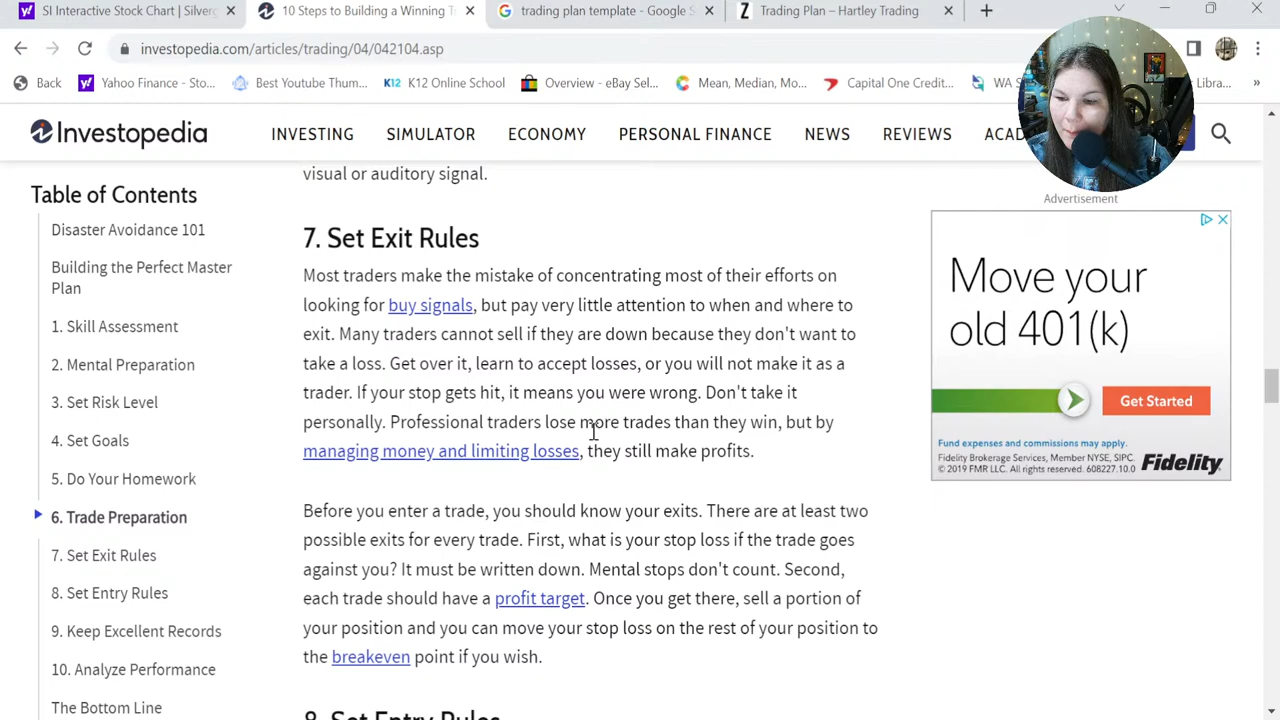 SI Interactive Stock Chart | Silverg
10 Steps to Building a Winning T
trading plan template - Google S
Trading Plan – Hartley Trading
investopedia.com/articles/trading/04/042104.asp
Back
Yahoo Finance - Sto...
Best Youtube Thum...
K12 K12 Online School
Overview - eBay Sel...
Mean, Median, Mo...
Capital One Credit...
WA S
Libra...
Investopedia
INVESTING
SIMULATOR
ECONOMY
PERSONAL FINANCE
NEWS
REVIEWS
ACAD
Table of Contents
Disaster Avoidance 101
Building the Perfect Master
Plan
1. Skill Assessment
2. Mental Preparation
3. Set Risk Level
4. Set Goals
5. Do Your Homework
6. Trade Preparation
7. Set Exit Rules
8. Set Entry Rules
9. Keep Excellent Records
10. Analyze Performance
The Bottom Line
visual or auditory signal.
7. Set Exit Rules
Most traders make the mistake of concentrating most of their efforts on
looking for buy signals, but pay very little attention to when and where to
exit. Many traders cannot sell if they are down because they don't want to
take a loss. Get over it, learn to accept losses, or you will not make it as a
trader. If your stop gets hit, it means you were wrong. Don't take it
personally. Professional traders lose more trades than they win, but by
managing money and limiting losses, they still make profits.
Before you enter a trade, you should know your exits. There are at least two
possible exits for every trade. First, what is your stop loss if the trade goes
against you? It must be written down. Mental stops don't count. Second,
each trade should have a profit target. Once you get there, sell a portion of
your position and you can move your stop loss on the rest of your position to
the breakeven point if you wish.
8. Set Entry Rules
Advertisement
Move your
old 401(k)
Get Started
Fund expenses and commissions may apply.
Fidelity Brokerage Services, Member NYSE, SIPC.
© 2019 FMR LLC. All rights reserved. 608227.10.0
Fidelity